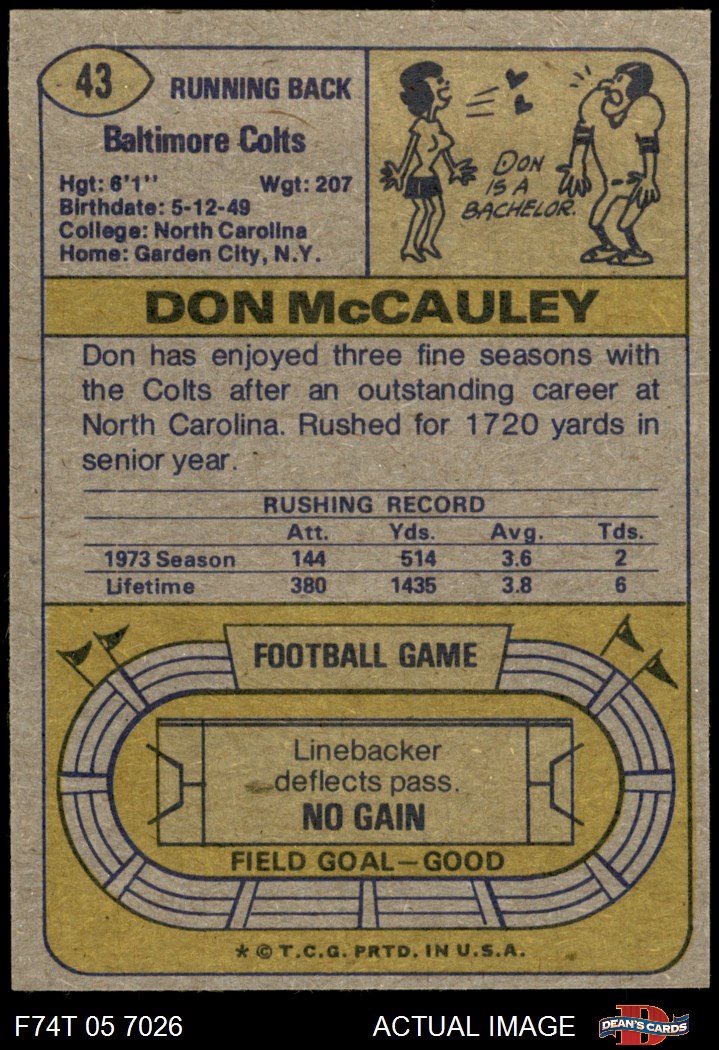 43
RUNNING BACK
Baltimore Colts
Hgt: 6'1" Wgt: 207
Birthdate: 5-12-49
College: North Carolina
Home: Garden City, N.Y.
DON
IS A
BACHELOR.
DON McCAULEY
Don has enjoyed three fine seasons with
the Colts after an outstanding career at
North Carolina. Rushed for 1720 yards in
senior year.
RUSHING RECORD
Att. Yds. Avg. Tds.
1973 Season 144 514 3.6 2
Lifetime 380 1435 3.8 6
FOOTBALL GAME
Linebacker
deflects pass.
NO GAIN
FIELD GOAL—GOOD
* © T.C.G. PRTD. IN U.S.A.
F74T 05 7026 ACTUAL IMAGE
D
DEAN'S CARDS